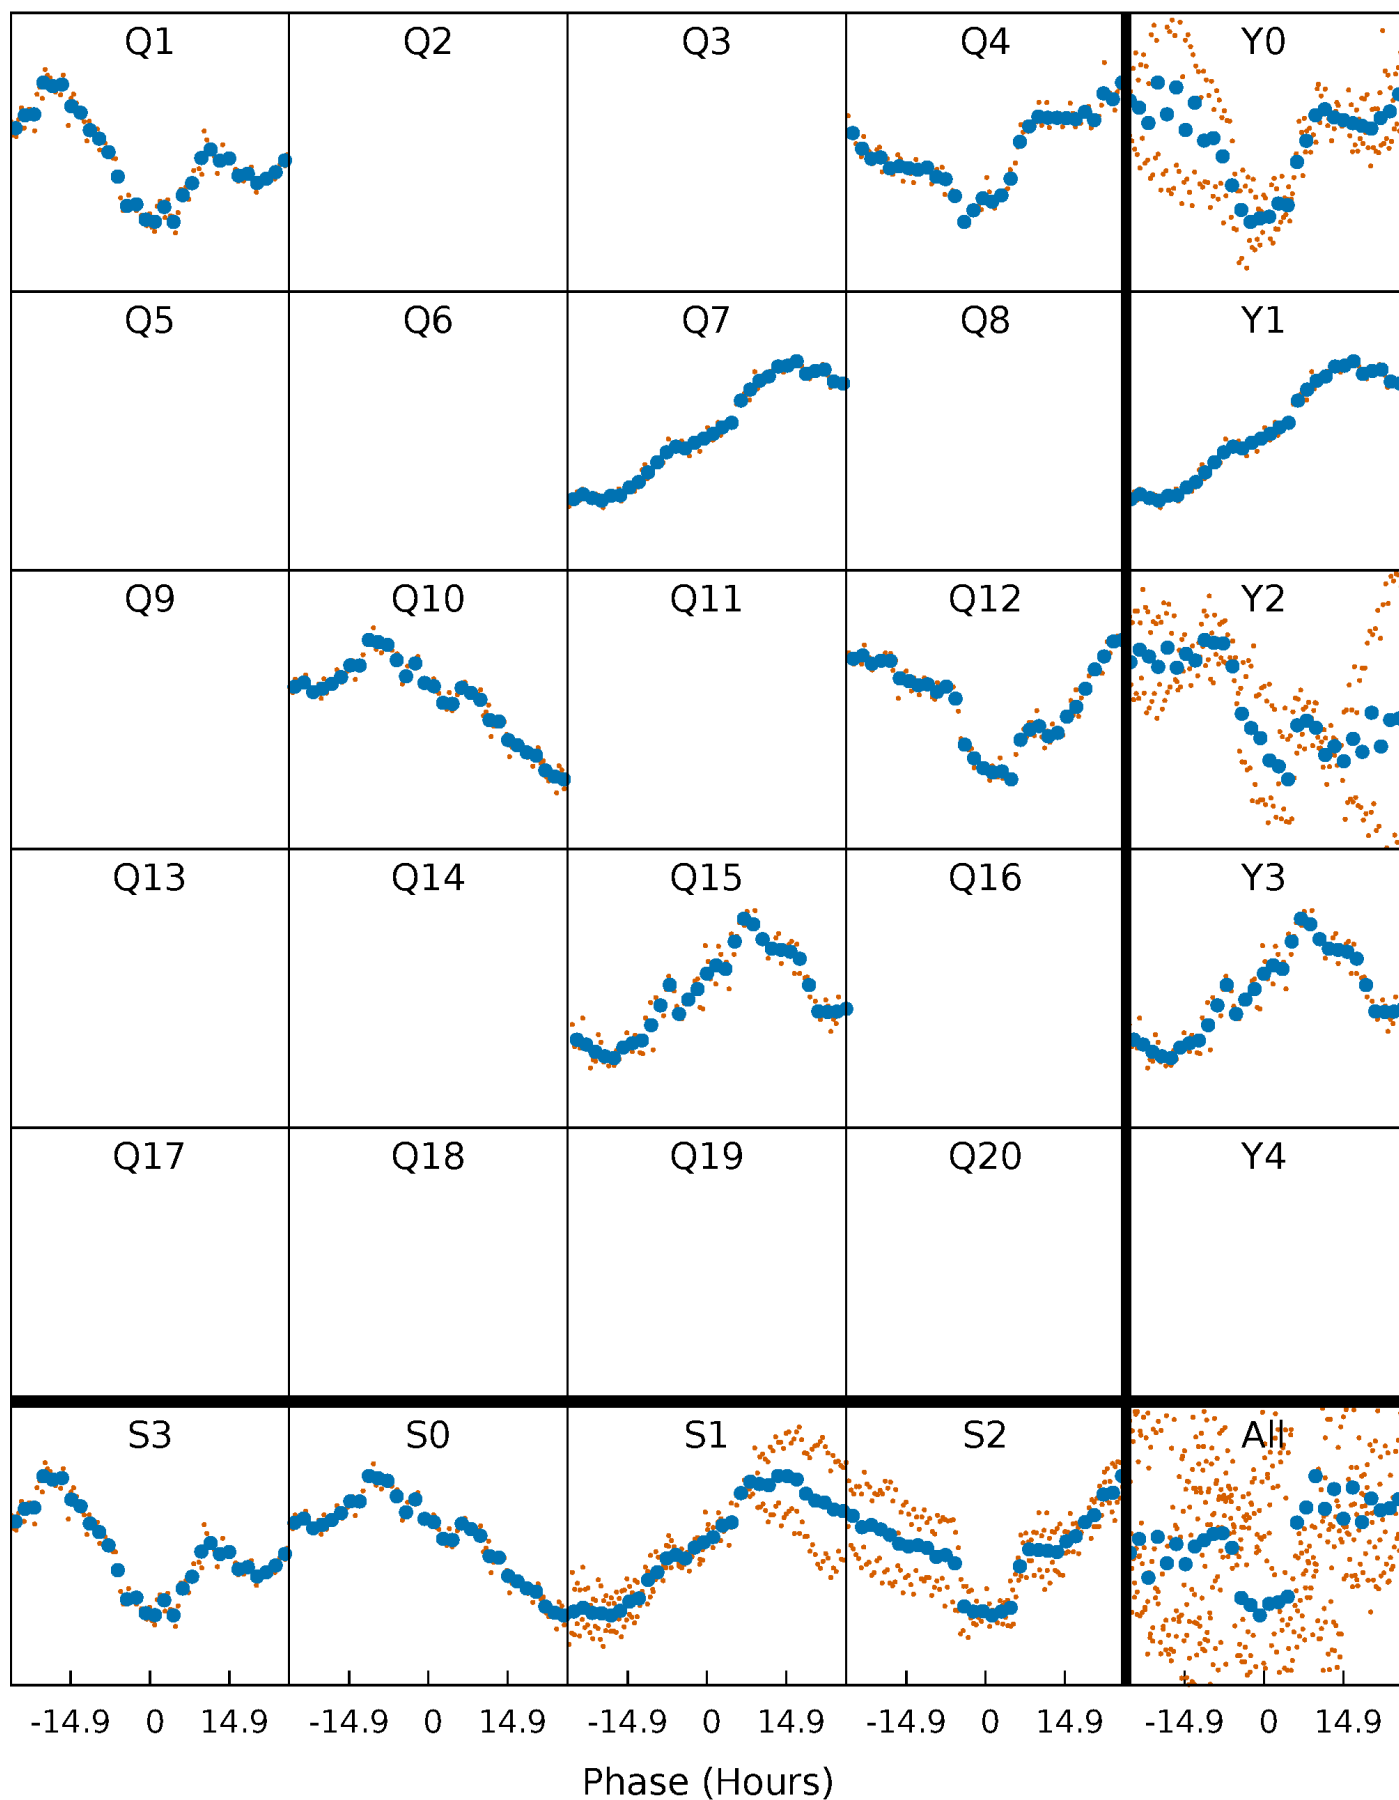 Q1 Q2 Q3 Q4 Y0
Q5 Q6 Q7 Q8 Y1
Q9 Q10 Q11 Q12 Y2
Q13 Q14 Q15 Q16 Y3
Q17 Q18 Q19 Q20 Y4
S3 S0 S1 S2 All
-14.9 0 14.9 -14.9 0 14.9 -14.9 0 14.9 -14.9 0 14.9 -14.9 0 14.9
Phase (Hours)